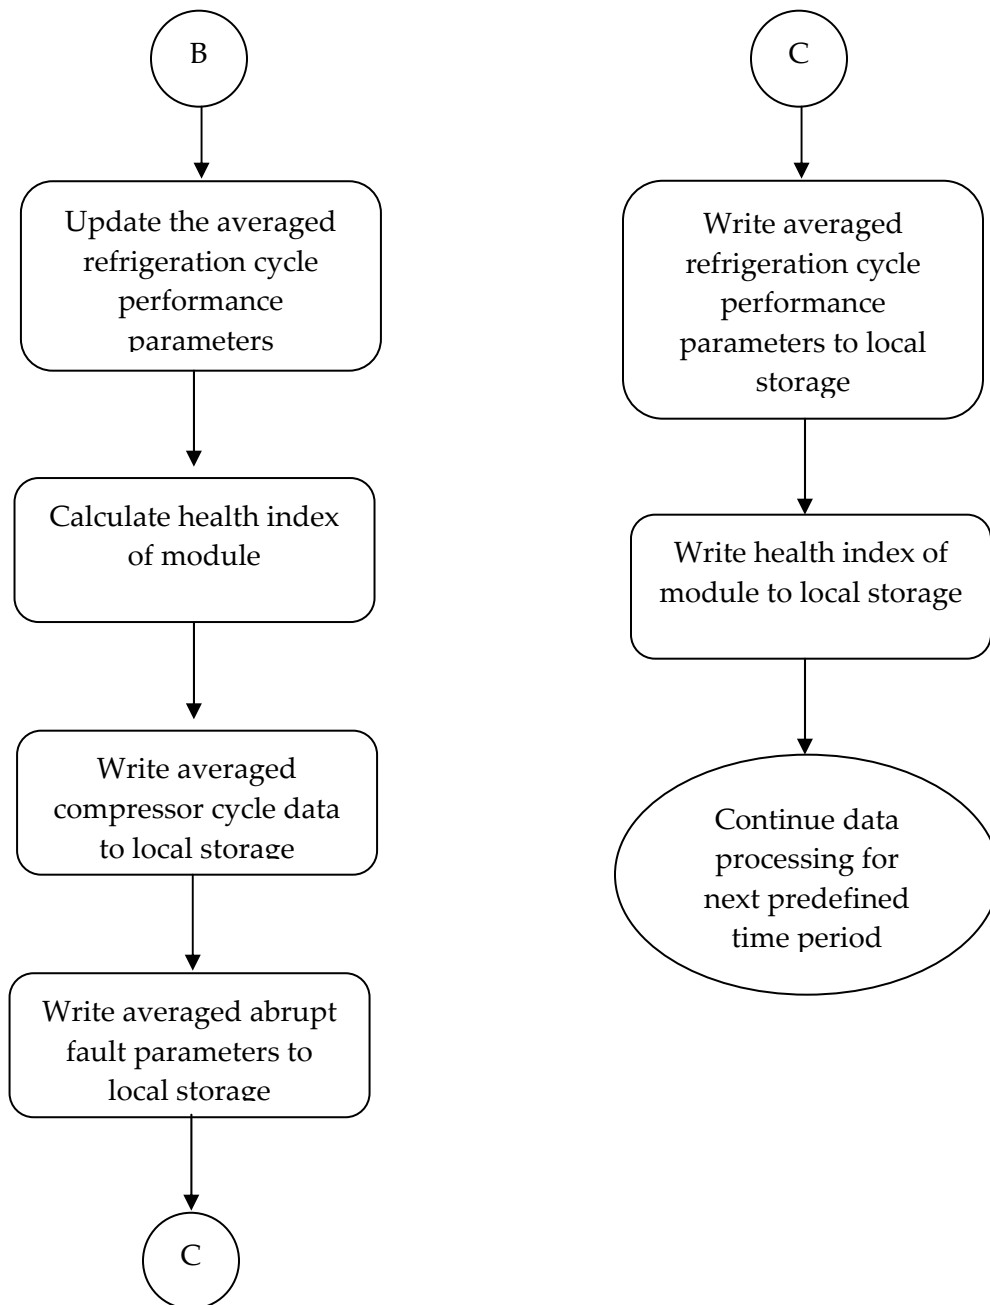 B
Update the averaged
refrigeration cycle
performance
parameters
Calculate health index
of module
Write averaged
compressor cycle data
to local storage
Write averaged abrupt
fault parameters to
local storage
C
C
Write averaged
refrigeration cycle
performance
parameters to local
storage
Write health index of
module to local storage
Continue data
processing for
next predefined
time period